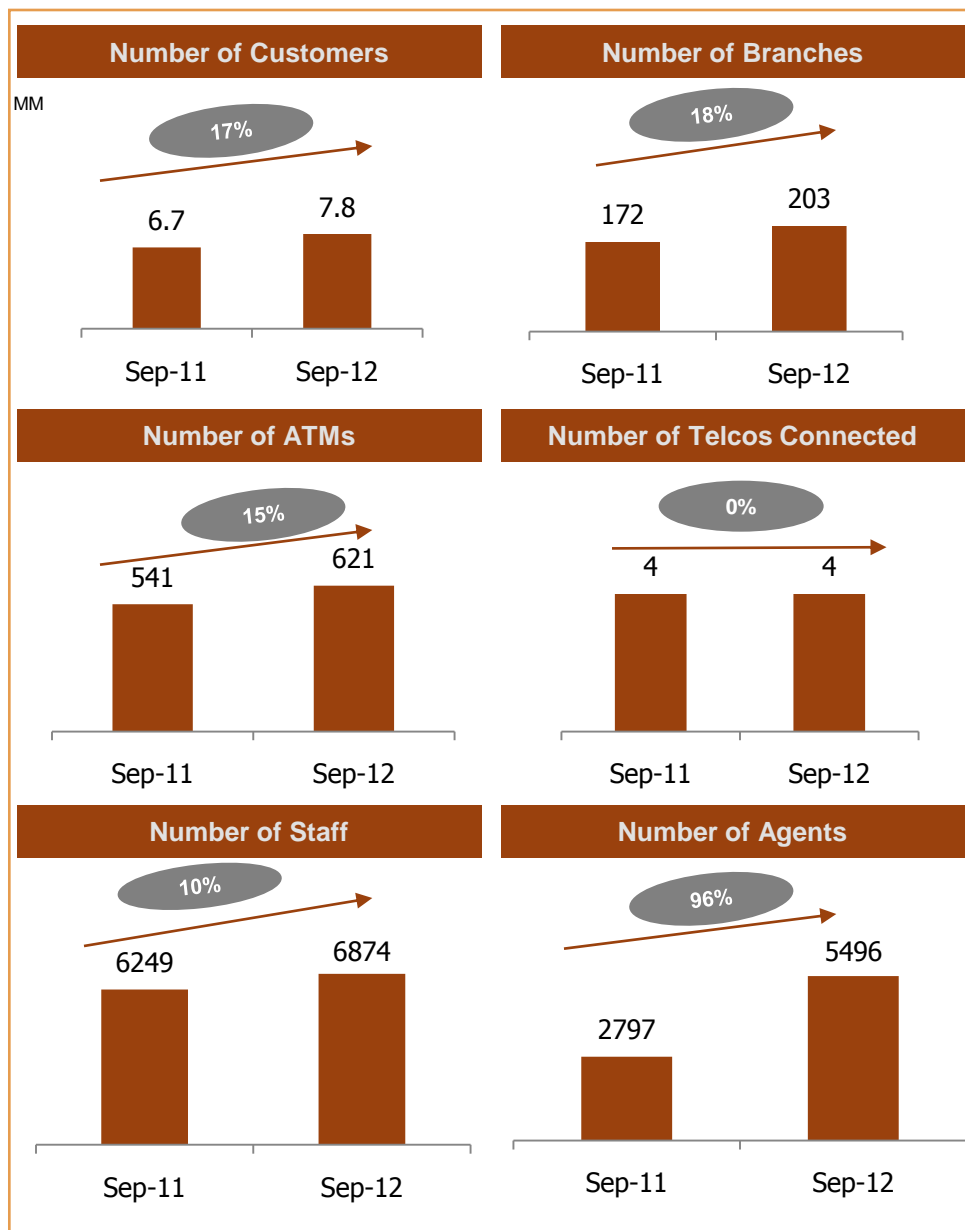 Number of Customers
MM
17%
6.7
7.8
Sep-11
Sep-12
Number of Branches
18%
172
203
Sep-11
Sep-12
Number of ATMs
15%
541
621
Sep-11
Sep-12
Number of Telcos Connected
0%
4
4
Sep-11
Sep-12
Number of Staff
10%
6249
6874
Sep-11
Sep-12
Number of Agents
96%
2797
5496
Sep-11
Sep-12